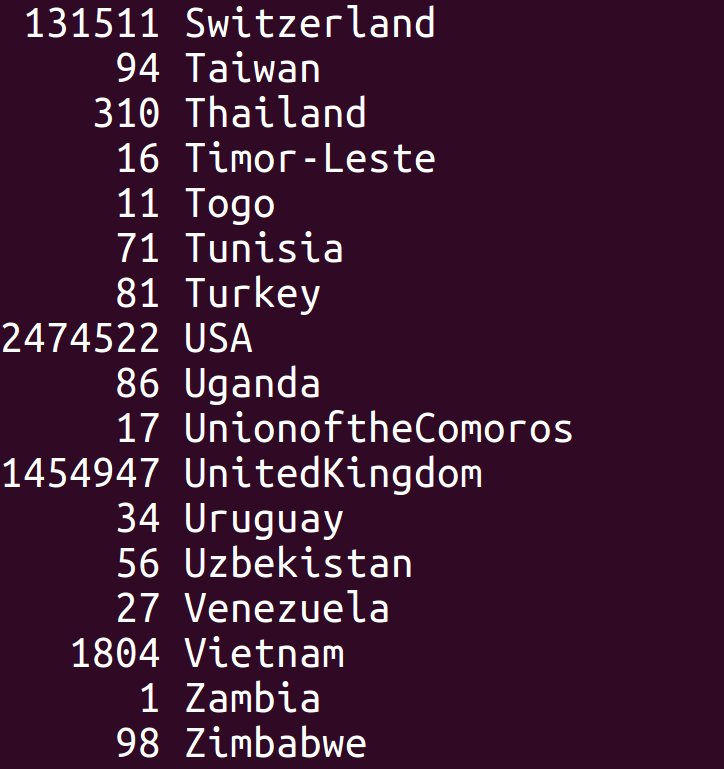 131511 Switzerland
94 Taiwan
310 Thailand
16 Timor-Leste
11 Togo
71 Tunisia
81 Turkey
2474522 USA
86 Uganda
17 UnionoftheComoros
1454947 UnitedKingdom
34 Uruguay
56 Uzbekistan
27 Venezuela
1804 Vietnam
1 Zambia
98 Zimbabwe